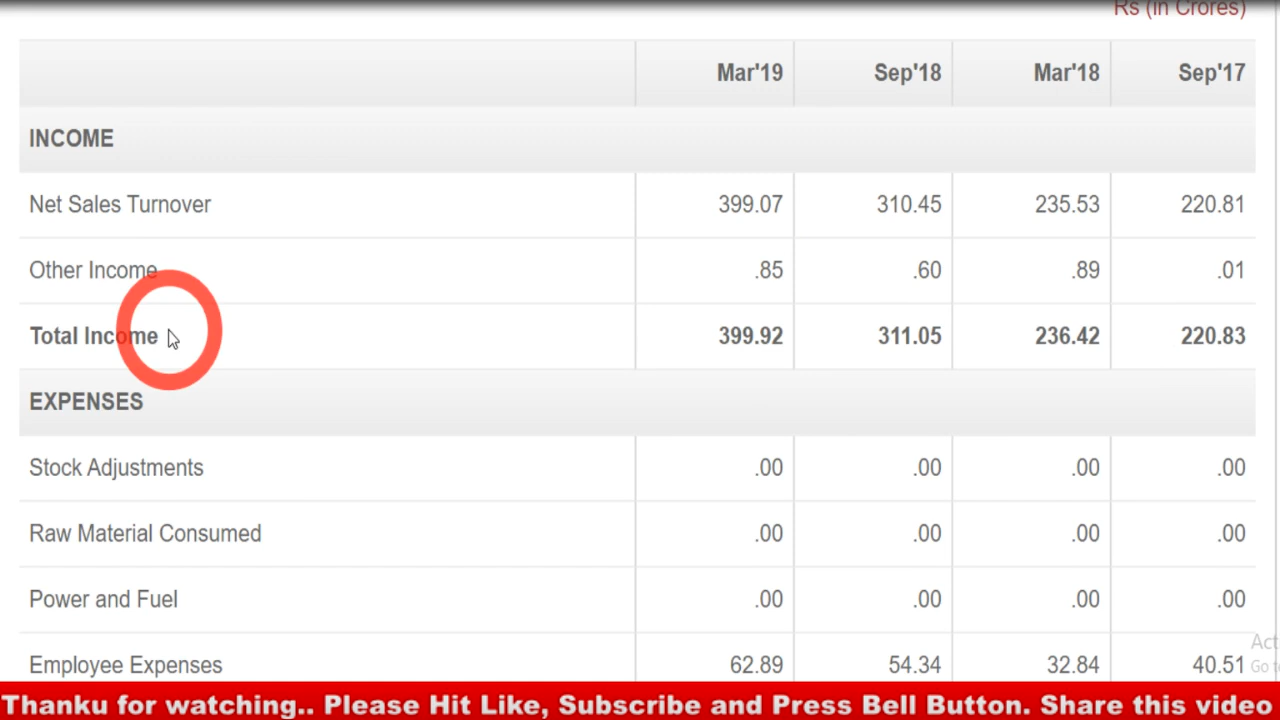 Rs (in Crores)
Mar'19 Sep'18 Mar'18 Sep'17
INCOME
Net Sales Turnover 399.07 310.45 235.53 220.81
Other Income .85 .60 .89 .01
Total Income 399.92 311.05 236.42 220.83
EXPENSES
Stock Adjustments .00 .00 .00 .00
Raw Material Consumed .00 .00 .00 .00
Power and Fuel .00 .00 .00 .00
Employee Expenses 62.89 54.34 32.84 40.51
Thanku for watching.. Please Hit Like, Subscribe and Press Bell Button. Share this video